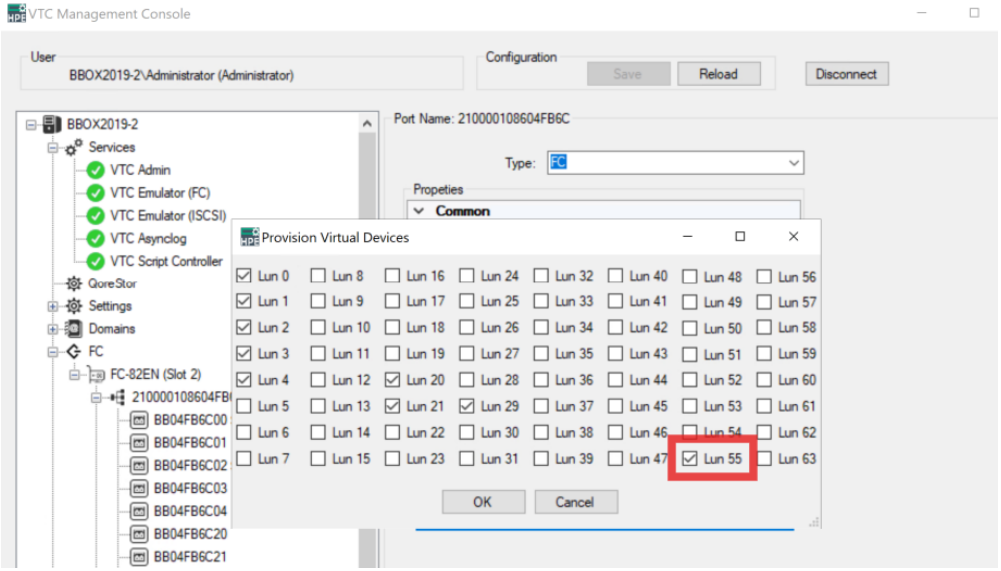 HPE VTC Management Console
User
BBOX2019-2\Administrator (Administrator)
Configuration
Save
Reload
Disconnect
BBOX2019-2
Services
VTC Admin
VTC Emulator (FC)
VTC Emulator (ISCSI)
VTC Asynclog
VTC Script Controller
QoreStor
Settings
Domains
FC
FC-82EN (Slot 2)
210000108604FB6
BB04FB6C00
BB04FB6C01
BB04FB6C02
BB04FB6C03
BB04FB6C04
BB04FB6C20
BB04FB6C21
Port Name: 210000108604FB6C
Type: FC
Propeties
Common
HPE Provision Virtual Devices
Lun 0 Lun 8 Lun 16 Lun 24 Lun 32 Lun 40 Lun 48 Lun 56
Lun 1 Lun 9 Lun 17 Lun 25 Lun 33 Lun 41 Lun 49 Lun 57
Lun 2 Lun 10 Lun 18 Lun 26 Lun 34 Lun 42 Lun 50 Lun 58
Lun 3 Lun 11 Lun 19 Lun 27 Lun 35 Lun 43 Lun 51 Lun 59
Lun 4 Lun 12 Lun 20 Lun 28 Lun 36 Lun 44 Lun 52 Lun 60
Lun 5 Lun 13 Lun 21 Lun 29 Lun 37 Lun 45 Lun 53 Lun 61
Lun 6 Lun 14 Lun 22 Lun 30 Lun 38 Lun 46 Lun 54 Lun 62
Lun 7 Lun 15 Lun 23 Lun 31 Lun 39 Lun 47 Lun 55 Lun 63
OK Cancel